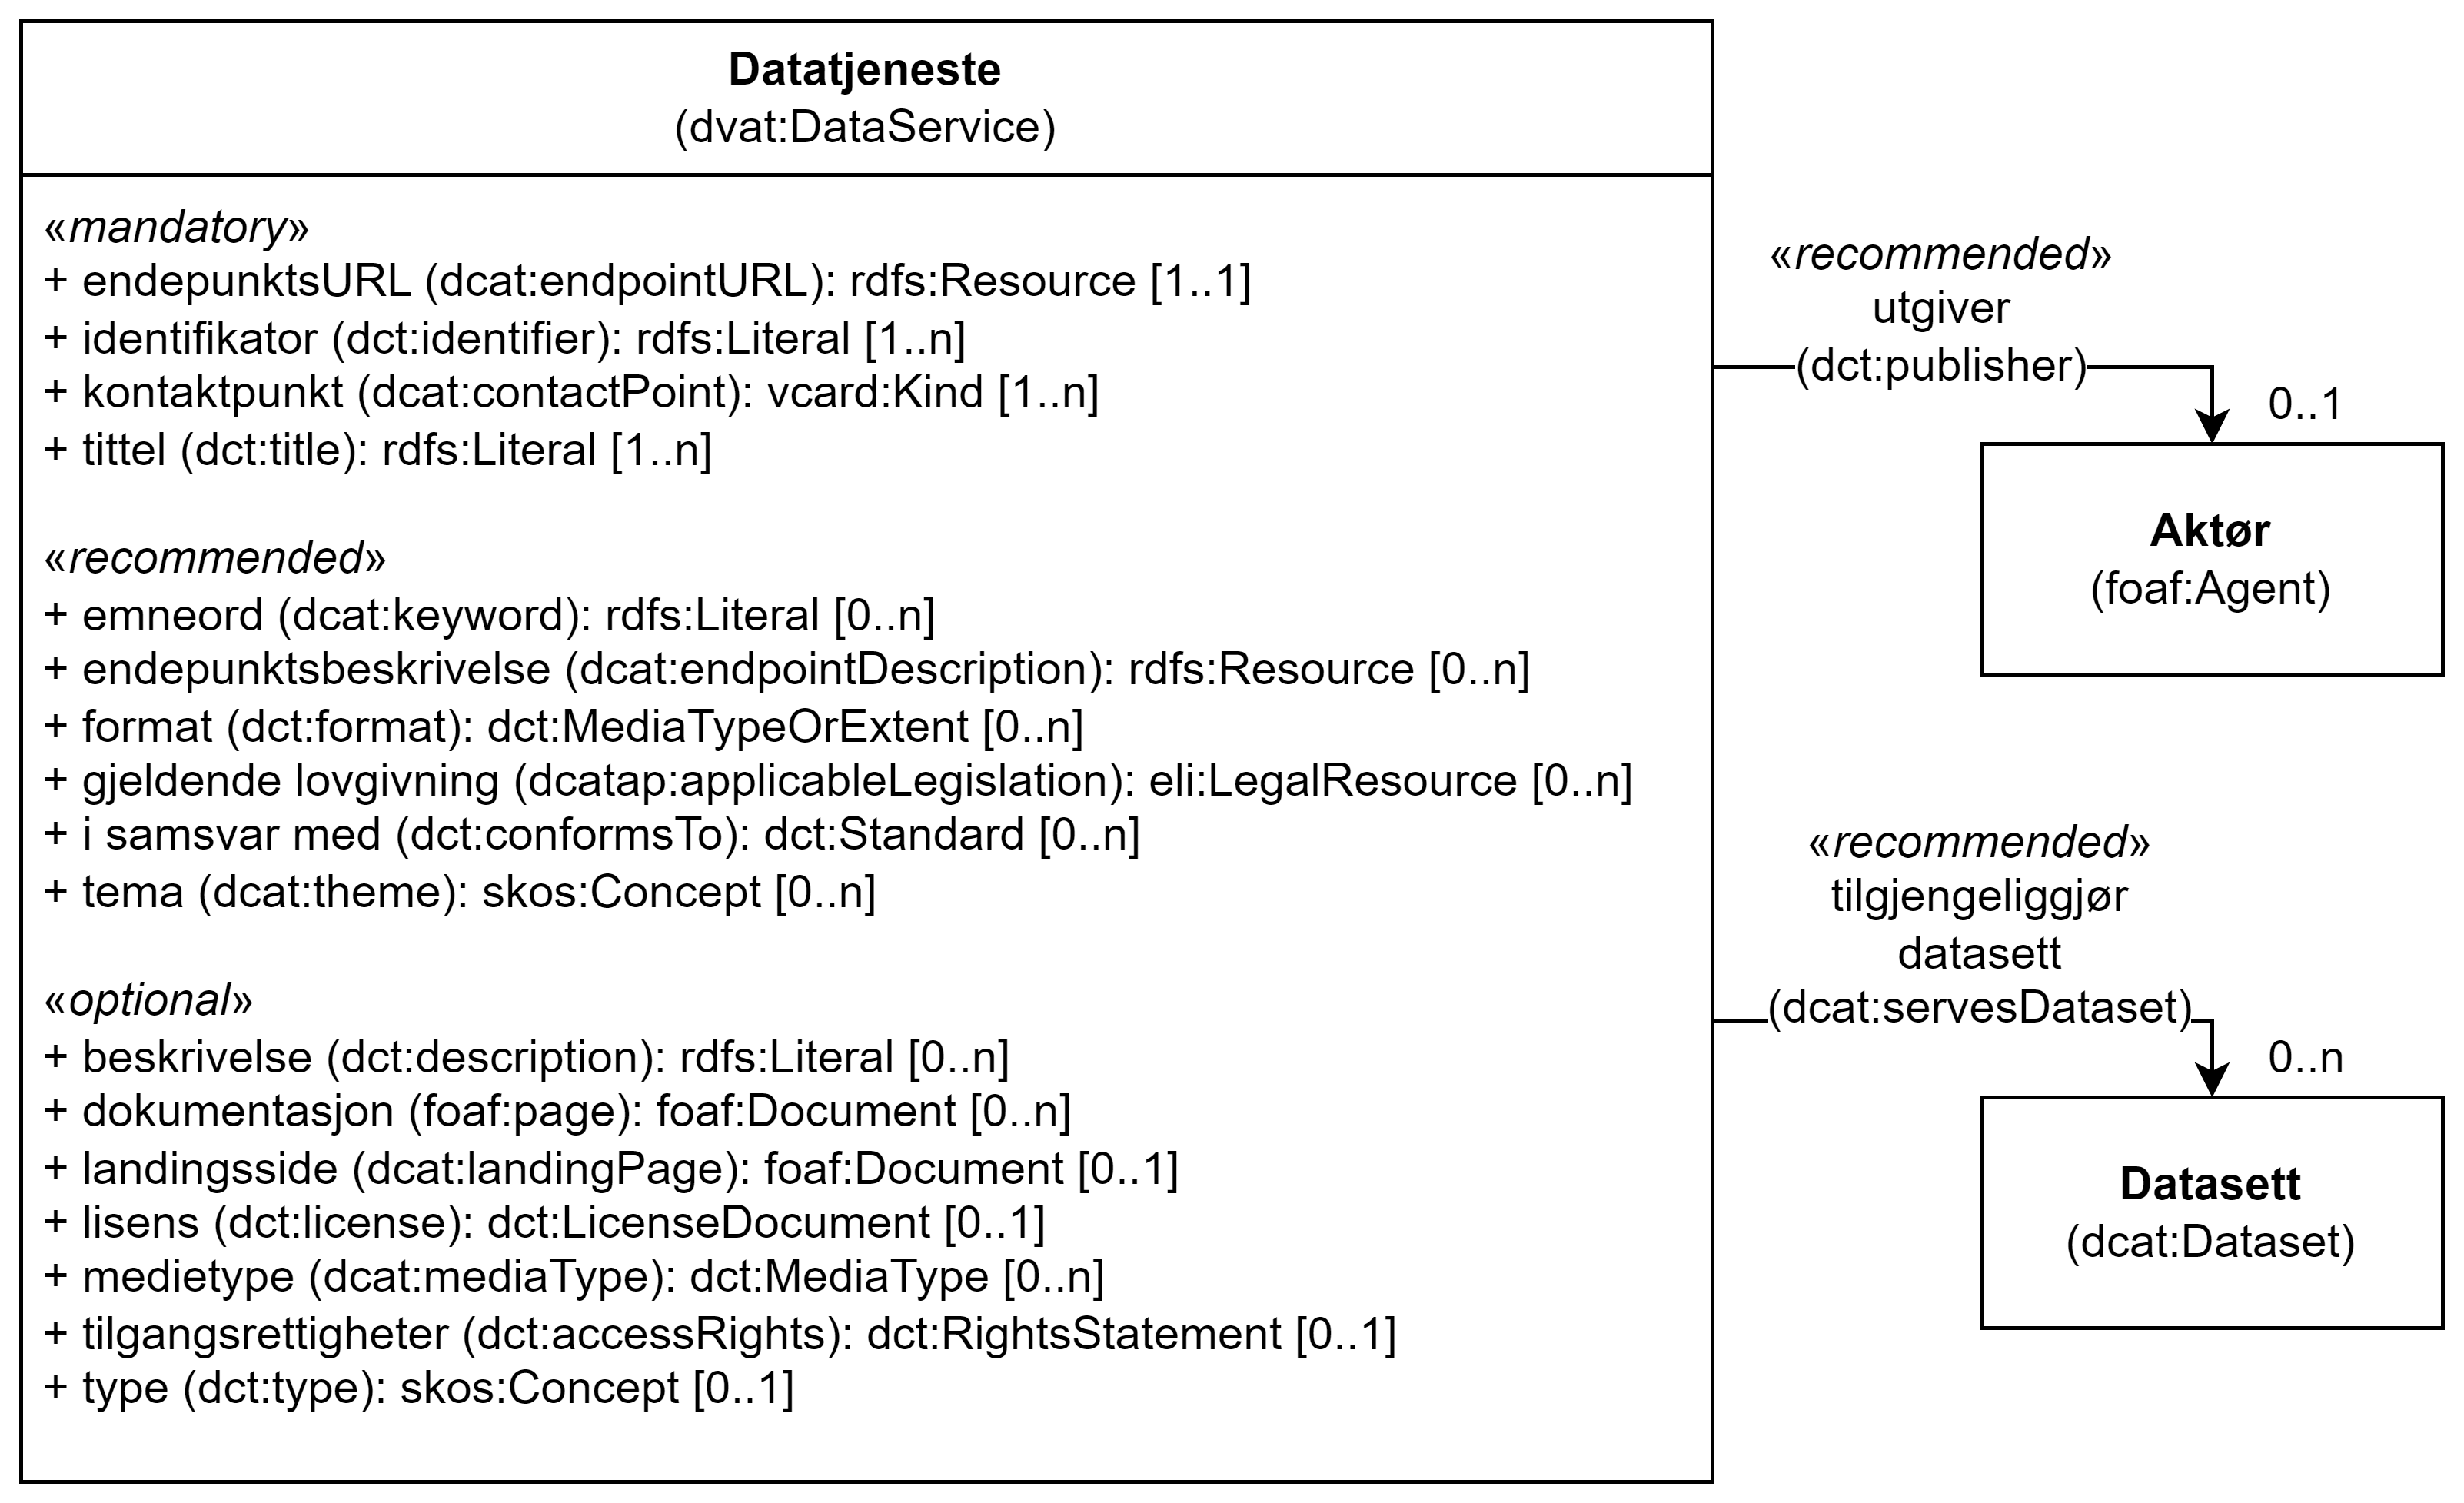 Datatjeneste
(dvat:DataService)
«mandatory»
+ endepunktsURL (dcat:endpointURL): rdfs:Resource [1..1]
+ identifikator (dct:identifier): rdfs:Literal [1..n]
+ kontaktpunkt (dcat:contactPoint): vcard:Kind [1..n]
+ tittel (dct:title): rdfs:Literal [1..n]
«recommended»
+ emneord (dcat:keyword): rdfs:Literal [0..n]
+ endepunktsbeskrivelse (dcat:endpointDescription): rdfs:Resource [0..n]
+ format (dct:format): dct:MediaTypeOrExtent [0..n]
+ gjeldende lovgivning (dcatap:applicableLegislation): eli:LegalResource [0..n]
+ i samsvar med (dct:conformsTo): dct:Standard [0..n]
+ tema (dcat:theme): skos:Concept [0..n]
«optional»
+ beskrivelse (dct:description): rdfs:Literal [0..n]
+ dokumentasjon (foaf:page): foaf:Document [0..n]
+ landingsside (dcat:landingPage): foaf:Document [0..1]
+ lisens (dct:license): dct:LicenseDocument [0..1]
+ medietype (dcat:mediaType): dct:MediaType [0..n]
+ tilgangsrettigheter (dct:accessRights): dct:RightsStatement [0..1]
+ type (dct:type): skos:Concept [0..1]
«recommended»
utgiver
(dct:publisher)
0..1
Aktør
(foaf:Agent)
«recommended»
tilgjengeliggjør
datasett
(dcat:servesDataset)
0..n
Datasett
(dcat:Dataset)